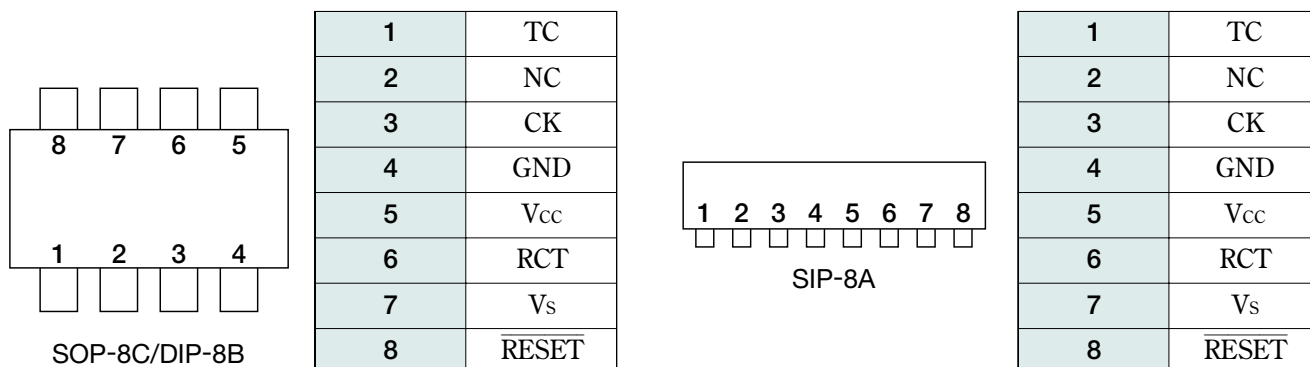 8 7 6 5
1 2 3 4
SOP-8C/DIP-8B
1 TC
2 NC
3 CK
4 GND
5 Vcc
6 RCT
7 Vs
8 RESET
1 2 3 4 5 6 7 8
SIP-8A
1 TC
2 NC
3 CK
4 GND
5 Vcc
6 RCT
7 Vs
8 RESET